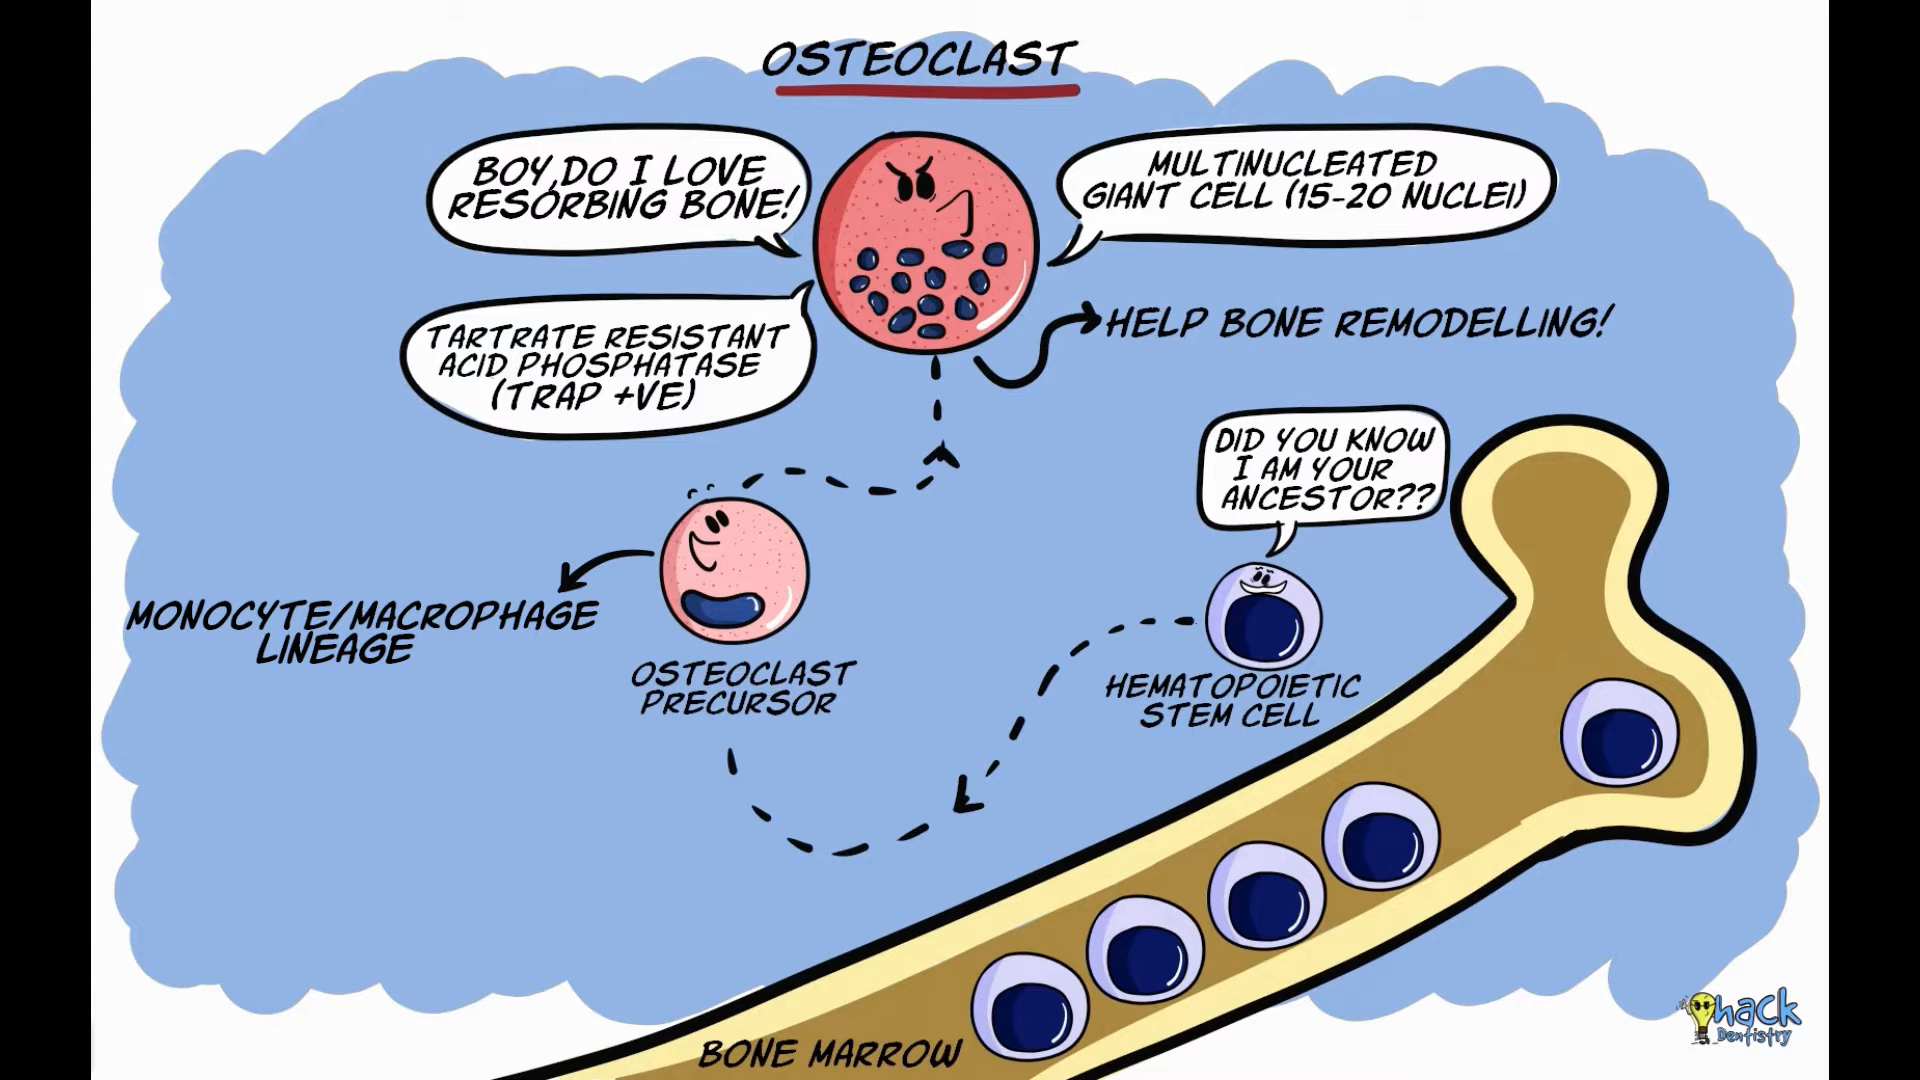 OSTEOCLAST
BOY, DO I LOVE
RESORBING BONE!
MULTINUCLEATED
GIANT CELL (15-20 NUCLEI)
TARTRATE RESISTANT
ACID PHOSPHATASE
(TRAP +VE)
HELP BONE REMODELLING!
DID YOU KNOW
I AM YOUR
ANCESTOR??
MONOCYTE/MACROPHAGE
LINEAGE
OSTEOCLAST
PRECURSOR
HEMATOPOIETIC
STEM CELL
BONE MARROW
hack
Dentistry